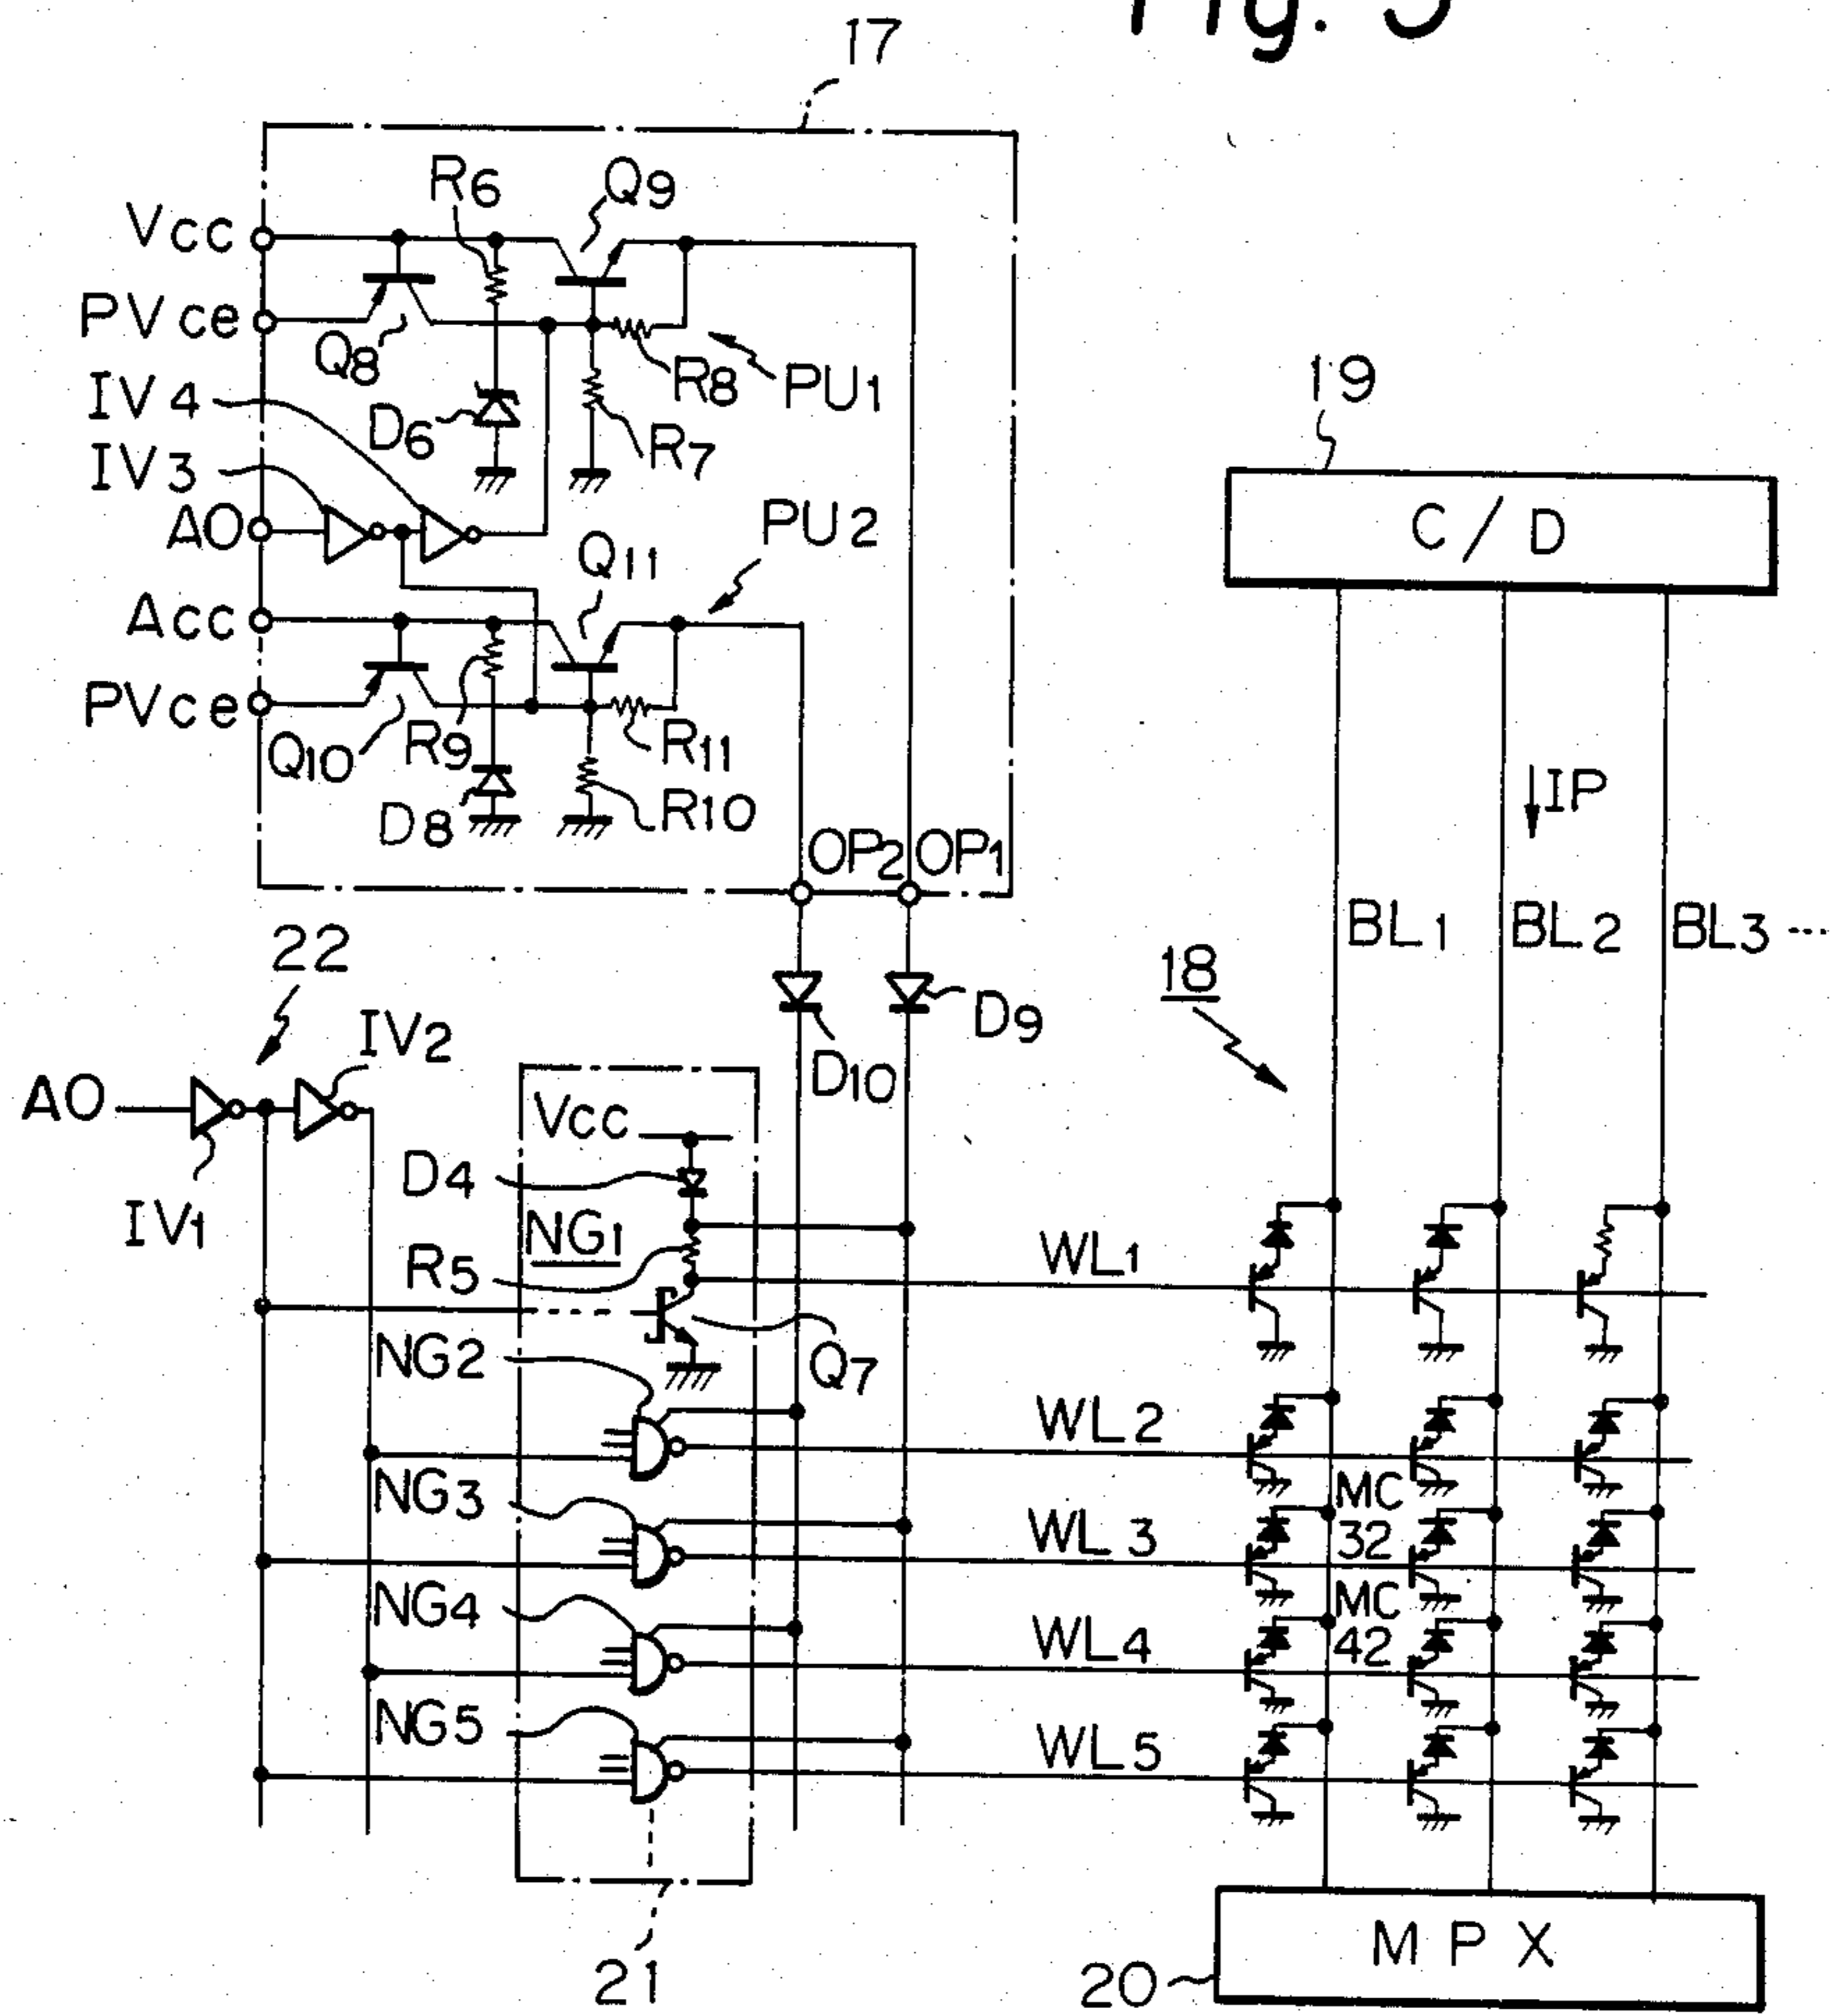 Fig. 5
17
R6
Q9
Vcc
PVce
Q8
R8
PU1
IV4
D6
R7
IV3
AO
PU2
Q11
Acc
PVce
Q10
R9
R11
D8
R10
OP2
OP1
19
C/D
IP
BL1
BL2
BL3 ---
18
22
IV2
AO
IV1
D10
D9
Vcc
D4
NG1
R5
WL1
Q7
NG2
WL2
NG3
WL3
MC
32
NG4
WL4
MC
42
NG5
WL5
21
20
MPX